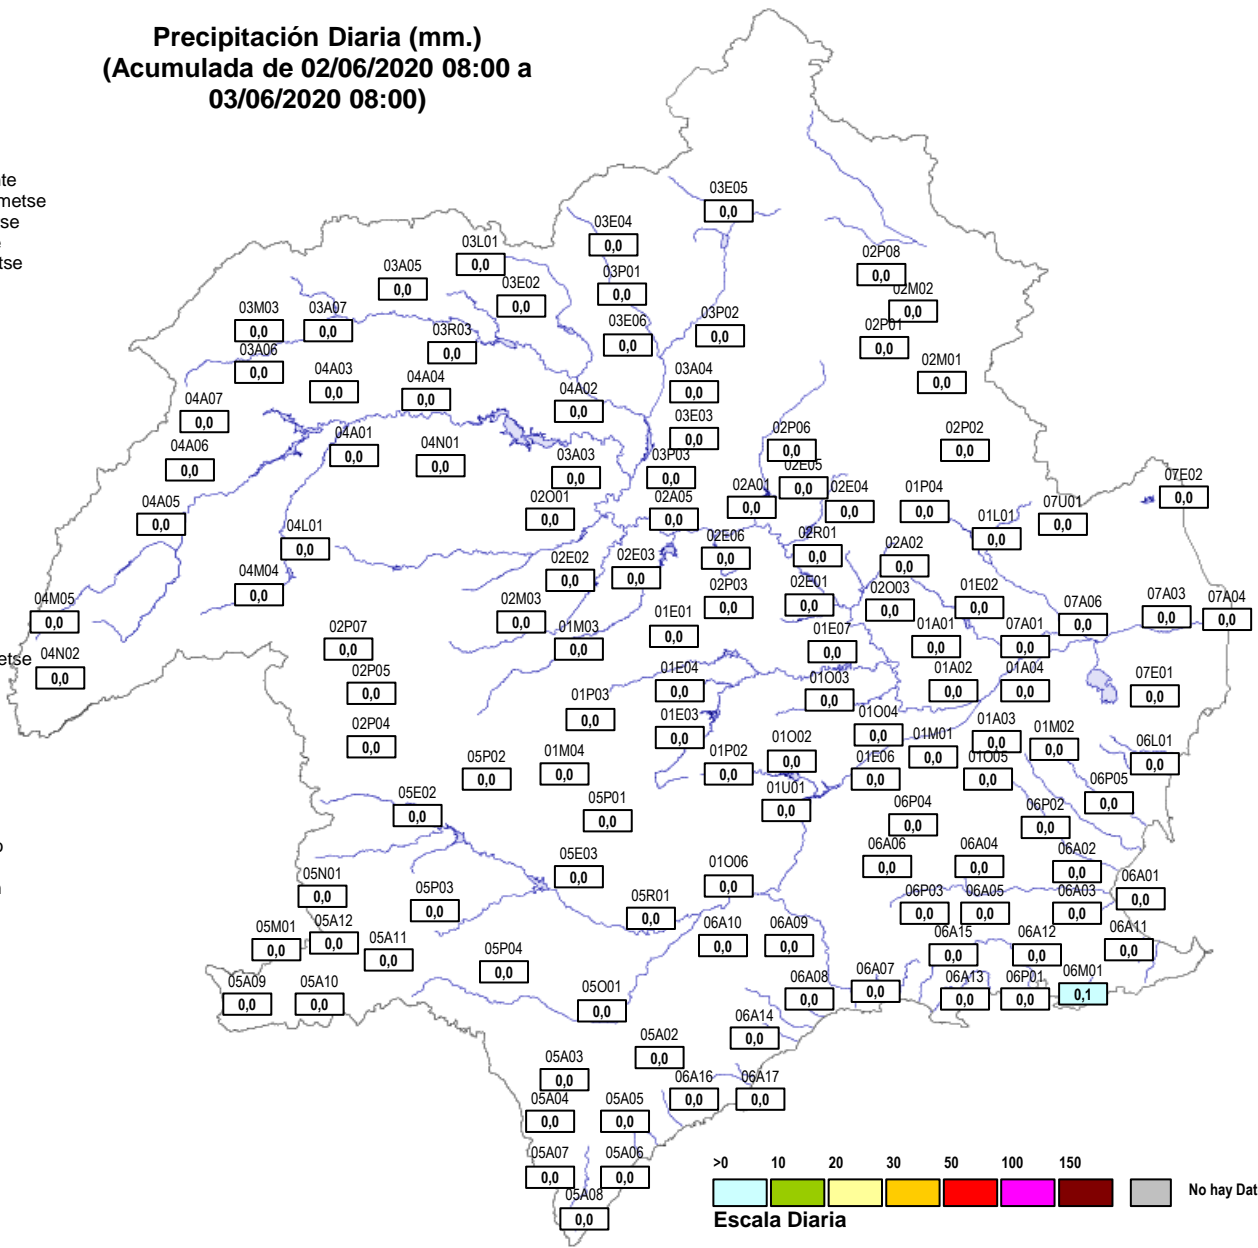 Precipitación Diaria (mm.)
(Acumulada de 02/06/2020 08:00 a
03/06/2020 08:00)
te
metse
se
tse
etse
03E05
0,0
03E04
0,0
03L01
0,0
02P08
0,0
03A05
0,0
03P01
0,0
03E02
0,0
02M02
0,0
03M03
0,0
03A07
0,0
03P02
0,0
03E06
0,0
02P01
0,0
03R03
0,0
03A06
0,0
02M01
0,0
04A03
0,0
04A04
0,0
03A04
0,0
04A02
0,0
04A07
0,0
03E03
0,0
02P06
0,0
02P02
0,0
04A01
0,0
04N01
0,0
04A06
0,0
03A03
0,0
03P03
0,0
02E05
0,0
07E02
0,0
02A01
0,0
02E04
0,0
01P04
0,0
02O01
0,0
02A05
0,0
04A05
0,0
07U01
0,0
01L01
0,0
04L01
0,0
02E06
0,0
02R01
0,0
02A02
0,0
02E02
0,0
02E03
0,0
04M04
0,0
02P03
0,0
02E01
0,0
02O03
0,0
01E02
0,0
04M05
0,0
02M03
0,0
07A06
0,0
07A03
0,0
07A04
0,0
01E01
0,0
01M03
0,0
02P07
0,0
01E07
0,0
01A01
0,0
07A01
0,0
04N02
0,0
02P05
0,0
01E04
0,0
01O03
0,0
01A02
0,0
01A04
0,0
07E01
0,0
01P03
0,0
01E03
0,0
01O04
0,0
02P04
0,0
01A03
0,0
01M02
0,0
01M01
0,0
01O02
0,0
06L01
0,0
05P02
0,0
01M04
0,0
01P02
0,0
01E06
0,0
01O05
0,0
05E02
0,0
05P01
0,0
01U01
0,0
06P05
0,0
06P04
0,0
06P02
0,0
05E03
0,0
06A06
0,0
06A04
0,0
06A02
0,0
05N01
0,0
01O06
0,0
06A01
0,0
05P03
0,0
05R01
0,0
06P03
0,0
06A05
0,0
06A03
0,0
05M01
0,0
05A12
0,0
05A11
0,0
06A10
0,0
06A09
0,0
06A15
0,0
06A12
0,0
06A11
0,0
05P04
0,0
05A09
0,0
05A10
0,0
05O01
0,0
06A08
0,0
06A07
0,0
06A13
0,0
06P01
0,0
06M01
0,1
06A14
0,0
05A02
0,0
05A03
0,0
06A16
0,0
06A17
0,0
05A04
0,0
05A05
0,0
05A07
0,0
05A06
0,0
05A08
0,0
>0 10 20 30 50 100 150
No hay Dat
Escala Diaria